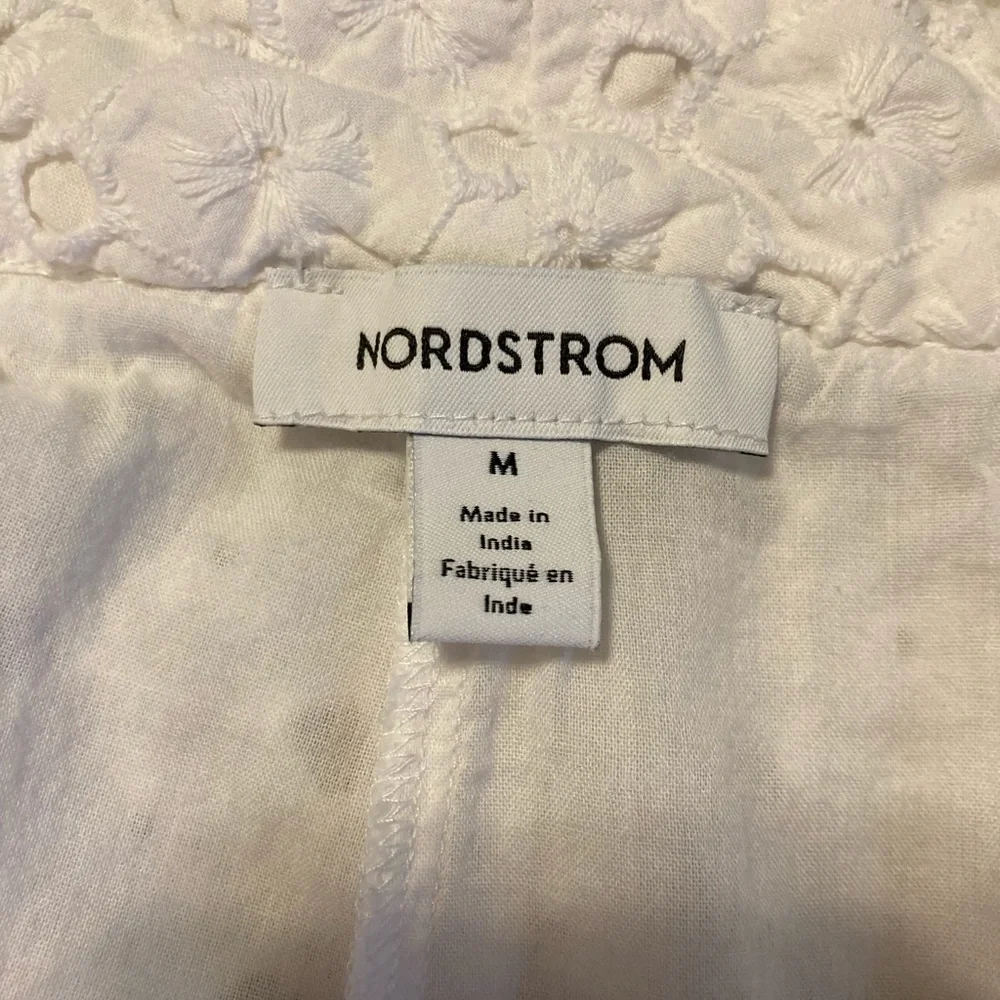 NORDSTROM
M
Made in
India
Fabriqué en
Inde